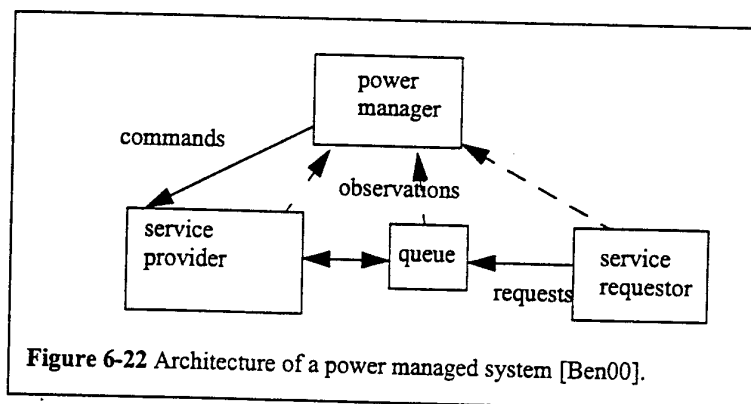 power
manager
commands
observations
service
provider
queue
service
requestor
requests
Figure 6-22 Architecture of a power managed system [Ben00].